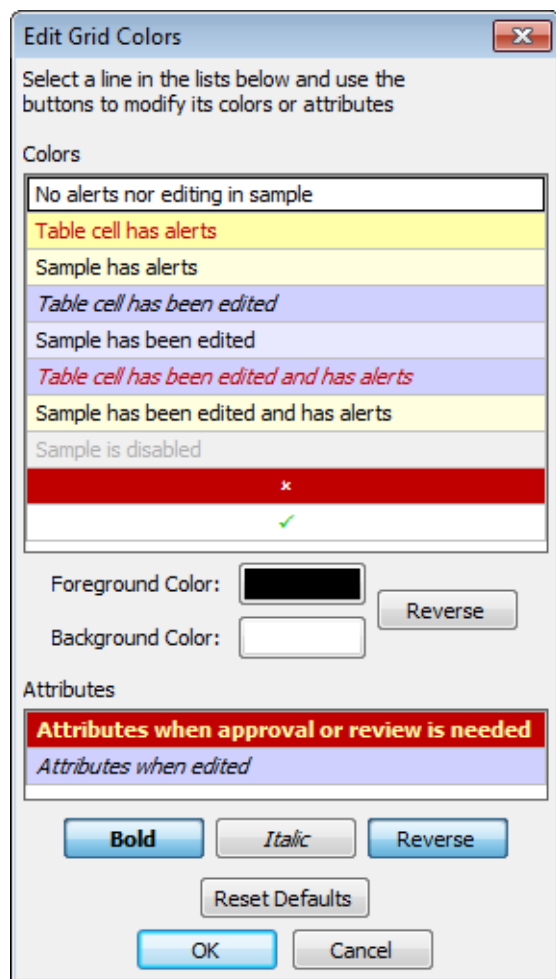 Edit Grid Colors
Select a line in the lists below and use the
buttons to modify its colors or attributes
Colors
No alerts nor editing in sample
Table cell has alerts
Sample has alerts
Table cell has been edited
Sample has been edited
Table cell has been edited and has alerts
Sample has been edited and has alerts
Sample is disabled
Foreground Color:
Reverse
Background Color:
Attributes
Attributes when approval or review is needed
Attributes when edited
Bold Italic Reverse
Reset Defaults
OK Cancel